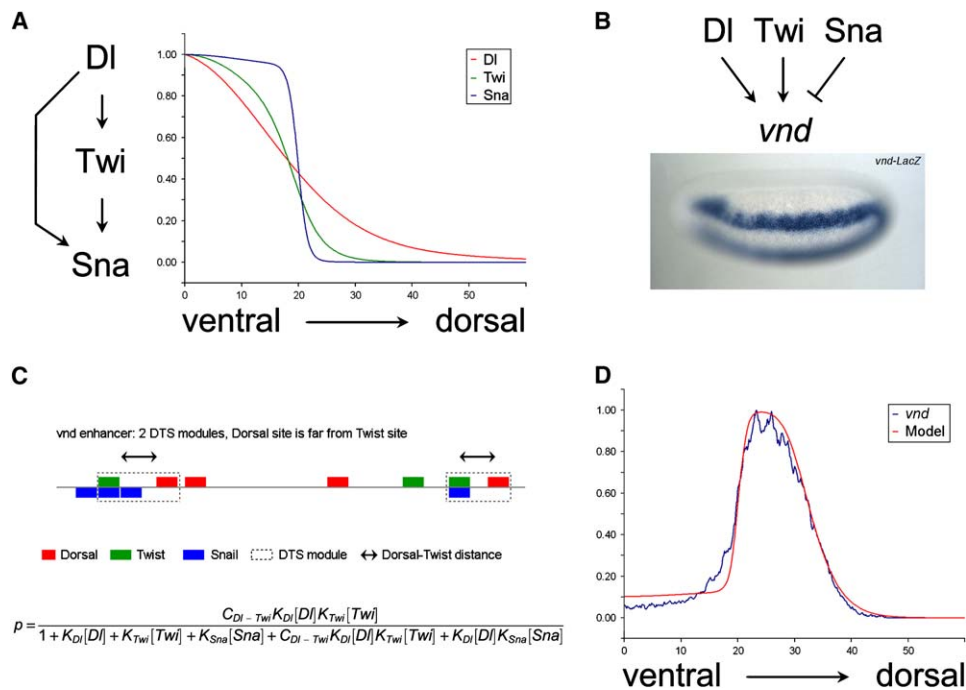 A
Dl
Twi
Sna
1.00
0.80
0.60
0.40
0.20
0.00
0
10
20
30
40
50
Dl
Twi
Sna
ventral
dorsal
B
Dl Twi Sna
vnd
vnd-LacZ
C
vnd enhancer: 2 DTS modules, Dorsal site is far from Twist site
Dorsal Twist Snail DTS module Dorsal-Twist distance
p = C_{Dl – Twi}K_{Dl}[Dl]K_{Twi}[Twi] / 1 + K_{Dl}[Dl] + K_{Twi}[Twi] + K_{Sna}[Sna] + C_{Dl – Twi}K_{Dl}[Dl]K_{Twi}[Twi] + K_{Dl}[Dl]K_{Sna}[Sna]
D
1.00
0.80
0.60
0.40
0.20
0.00
0
10
20
30
40
50
vnd
Model
ventral
dorsal